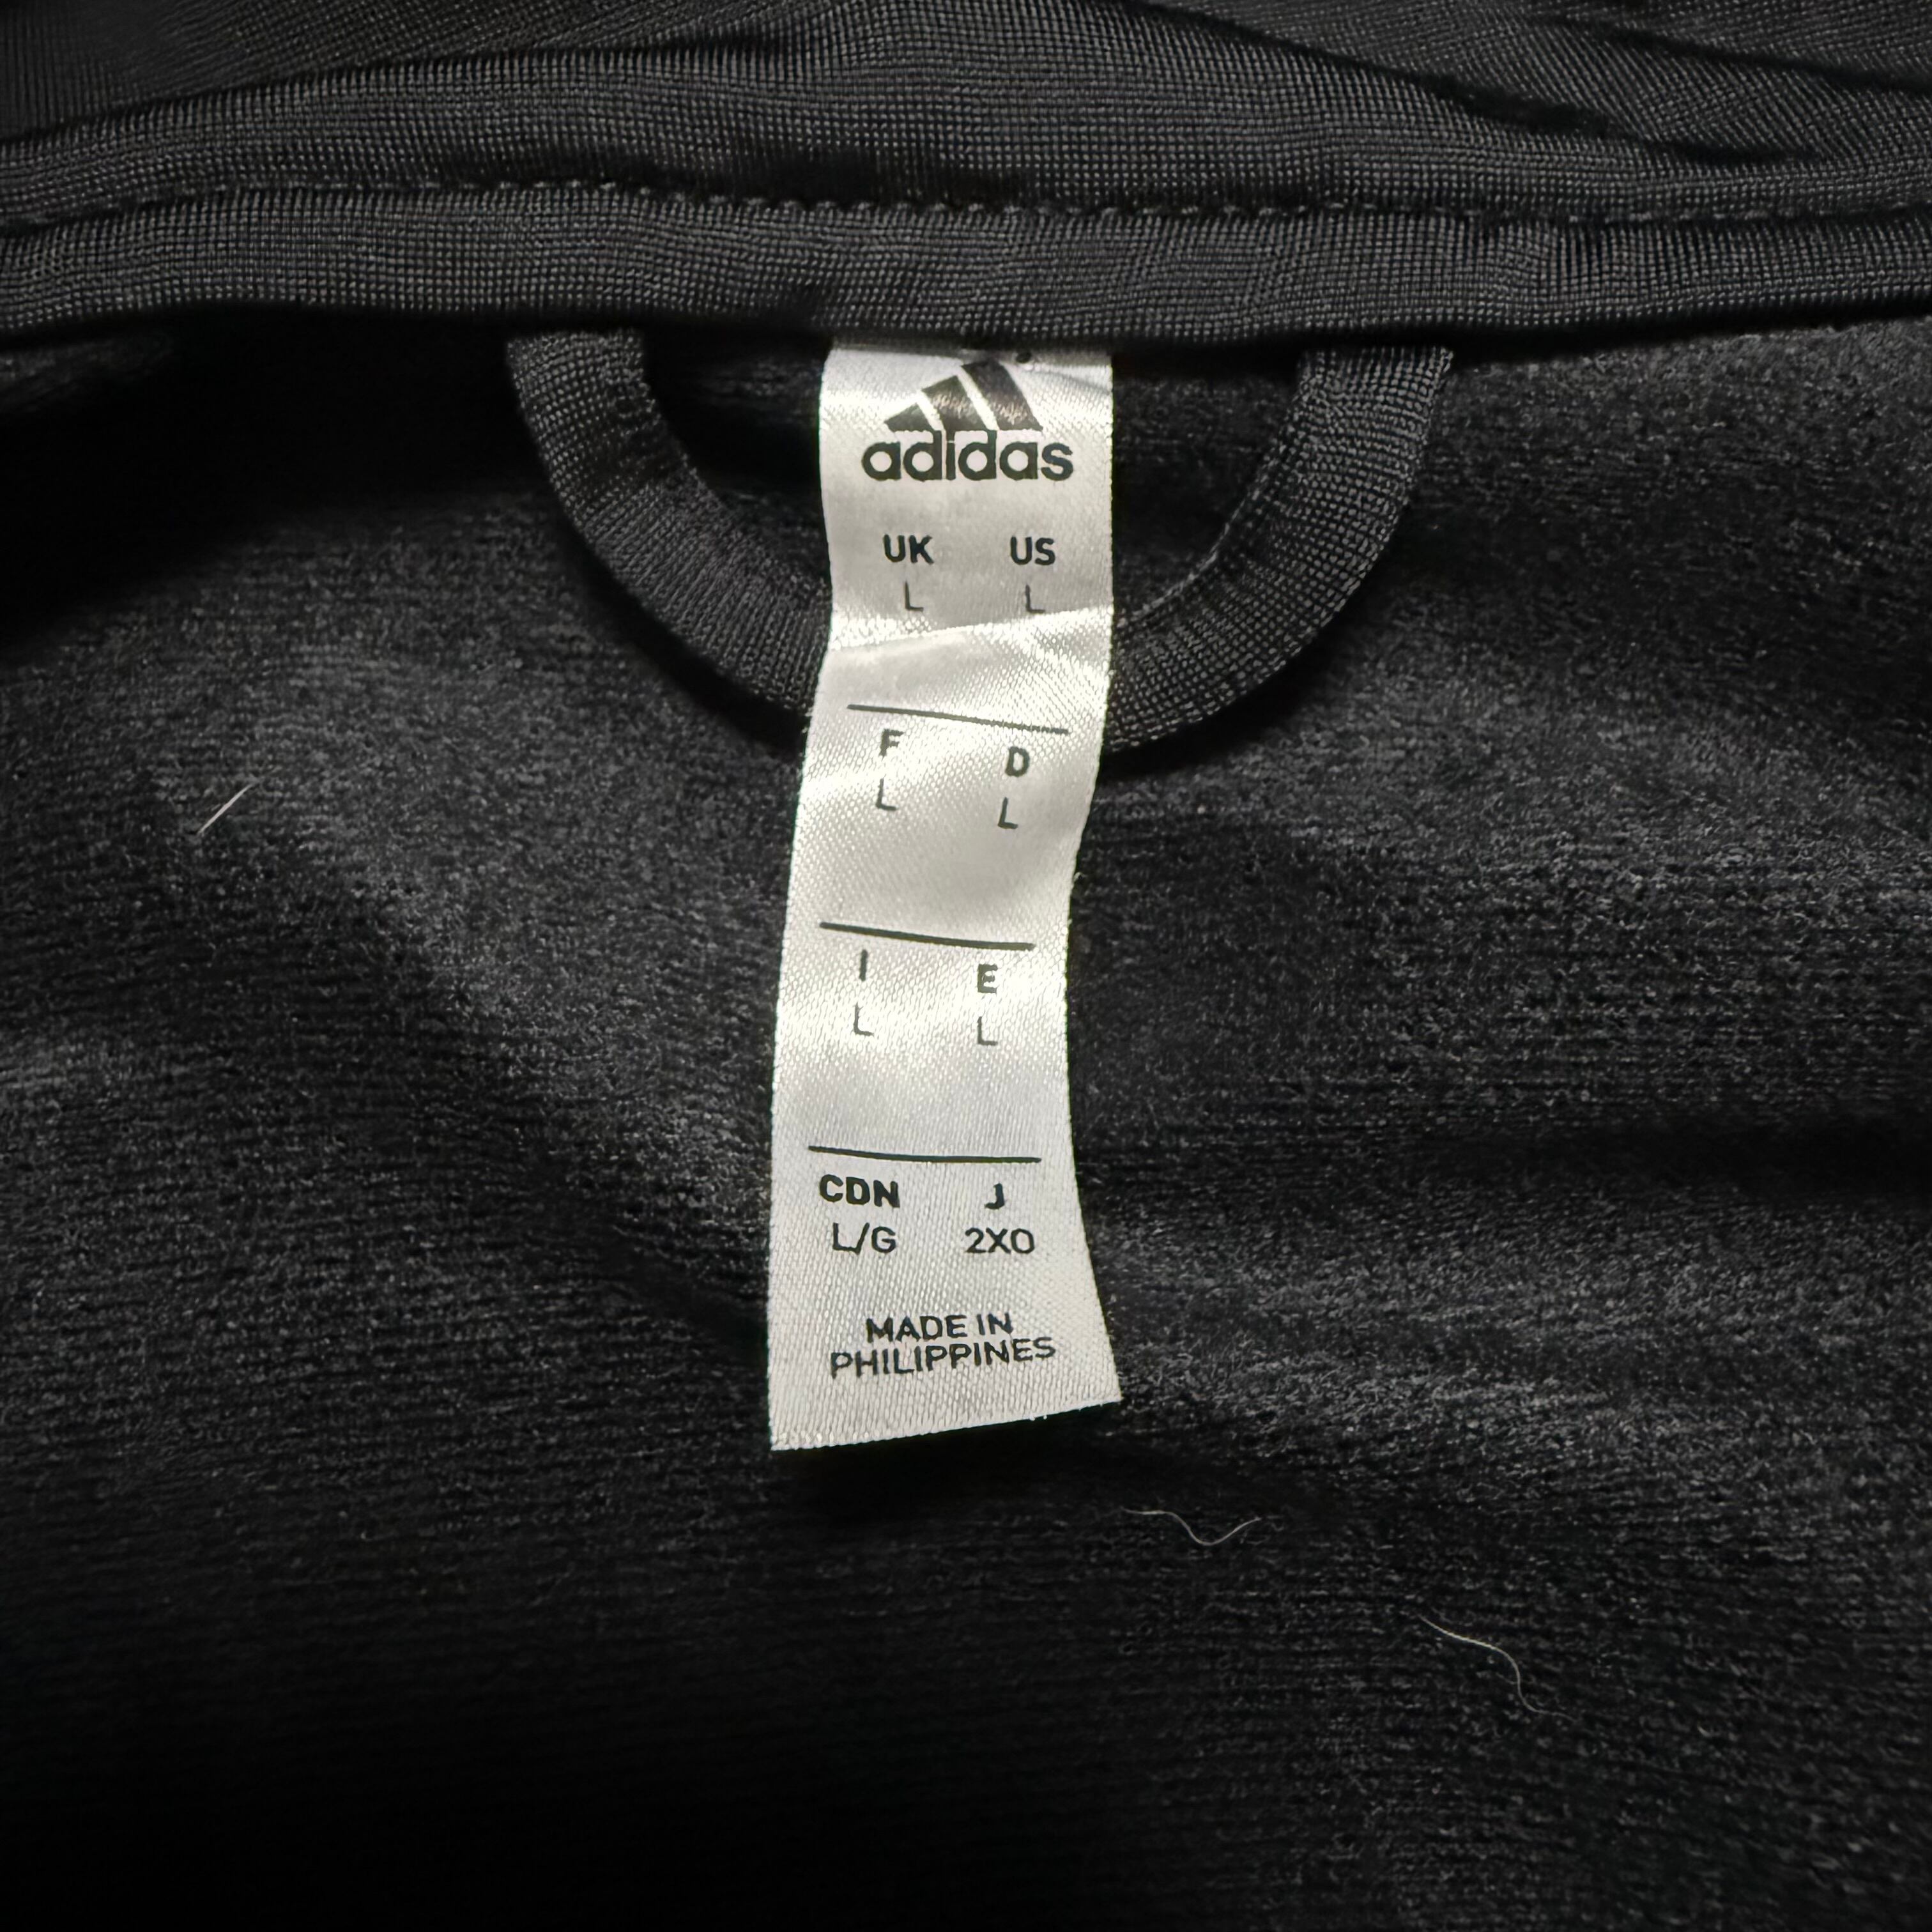 adidas
UK US
L L
F D
L L
I E
L L
CDN J
L/G 2XO
MADE IN
PHILIPPINES